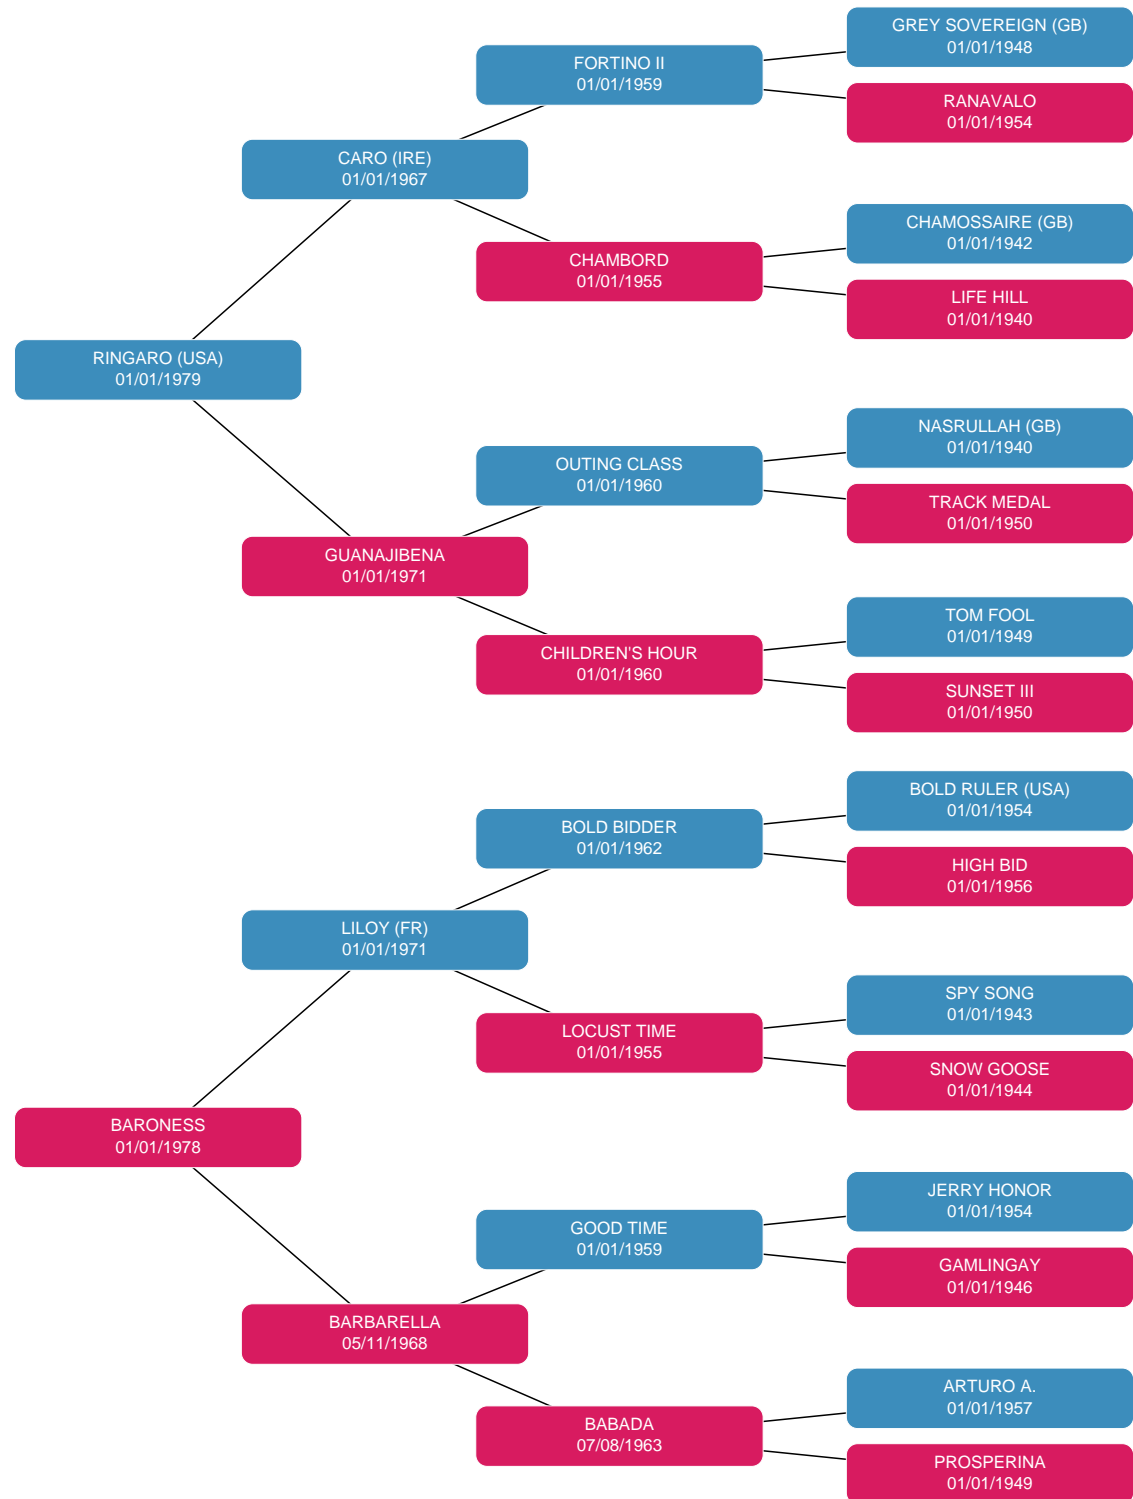 GREY SOVEREIGN (GB)
01/01/1948
FORTINO II
01/01/1959
RANAVALO
01/01/1954
CARO (IRE)
01/01/1967
CHAMOSSAIRE (GB)
01/01/1942
CHAMBORD
01/01/1955
LIFE HILL
01/01/1940
RINGARO (USA)
01/01/1979
NASRULLAH (GB)
01/01/1940
OUTING CLASS
01/01/1960
TRACK MEDAL
01/01/1950
GUANAJIBENA
01/01/1971
TOM FOOL
01/01/1949
CHILDREN'S HOUR
01/01/1960
SUNSET III
01/01/1950
BOLD RULER (USA)
01/01/1954
BOLD BIDDER
01/01/1962
HIGH BID
01/01/1956
LILOY (FR)
01/01/1971
SPY SONG
01/01/1943
LOCUST TIME
01/01/1955
SNOW GOOSE
01/01/1944
BARONESS
01/01/1978
JERRY HONOR
01/01/1954
GOOD TIME
01/01/1959
GAMLINGAY
01/01/1946
BARBARELLA
05/11/1968
ARTURO A.
01/01/1957
BABADA
07/08/1963
PROSPERINA
01/01/1949